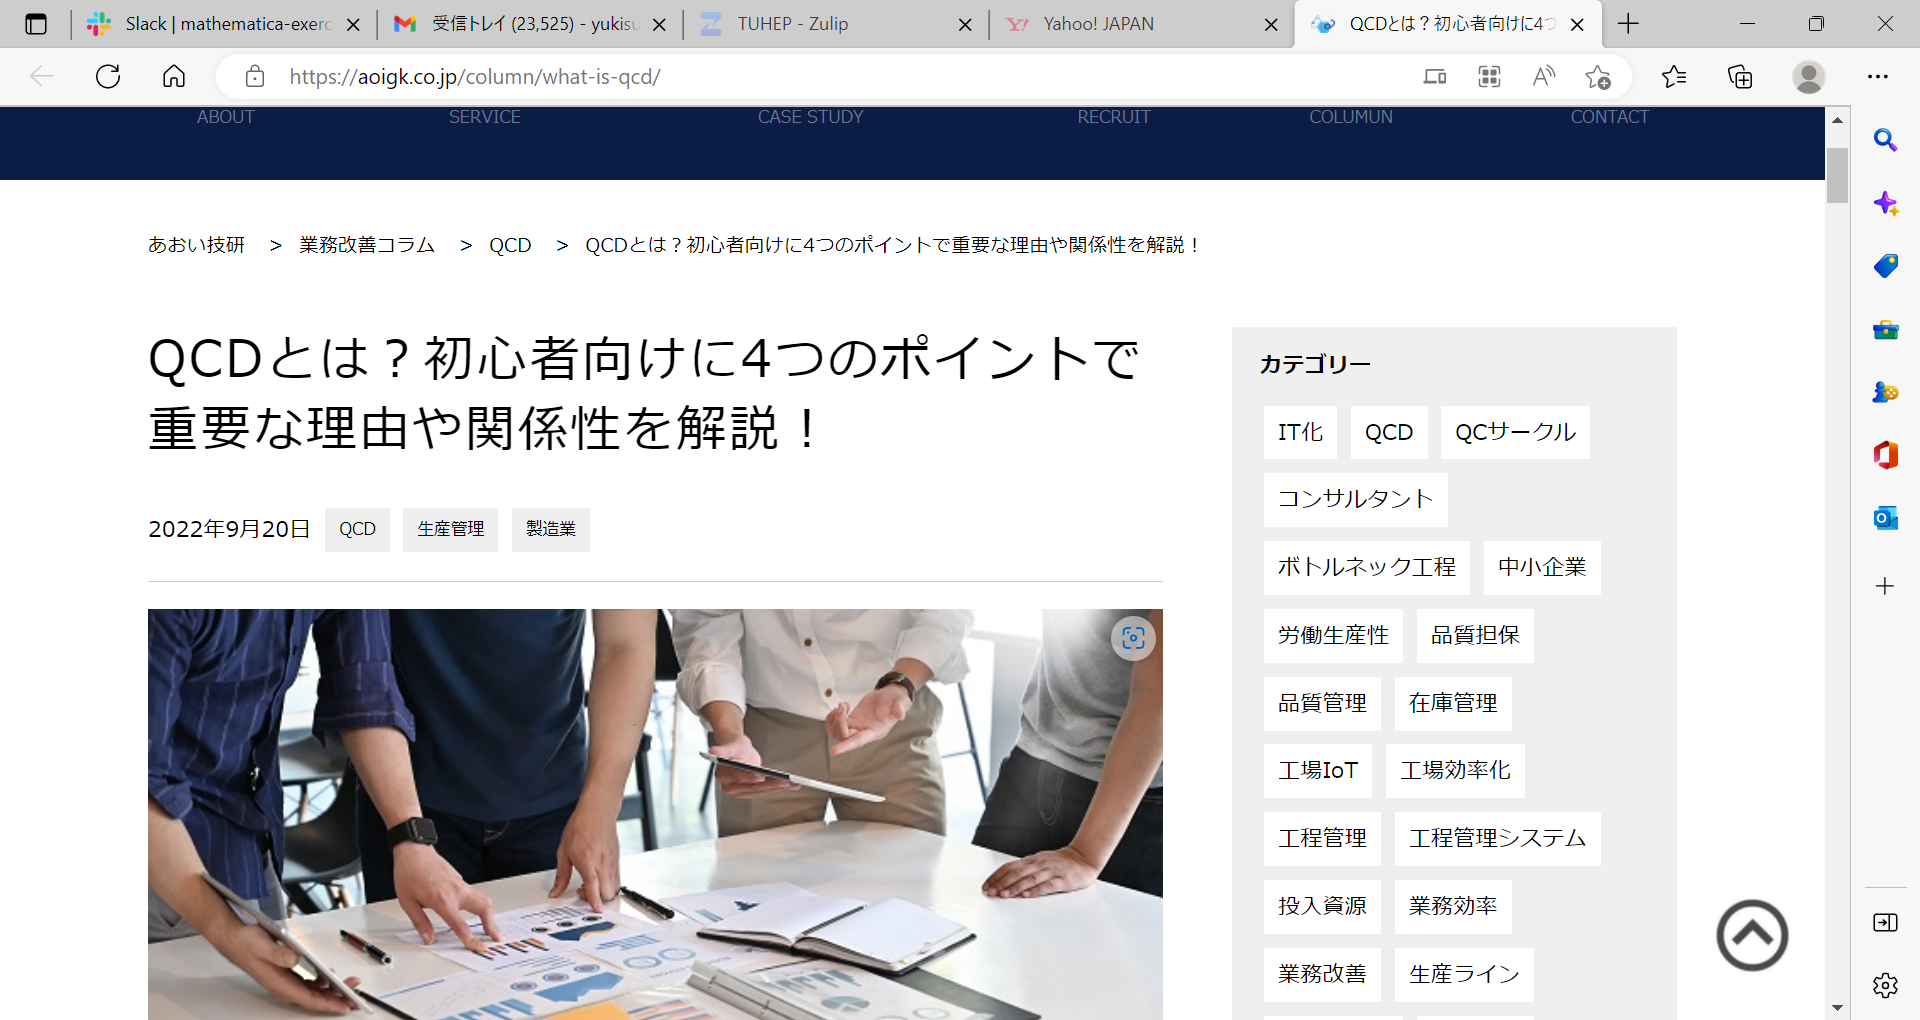 Slack | mathematica-exerc
受信トレイ (23,525) - yukisu
TUHEP - Zulip
Yahoo! JAPAN
QCDとは？初心者向けに4つ
https://aoigk.co.jp/column/what-is-qcd/
ABOUT SERVICE CASE STUDY RECRUIT COLUMUN CONTACT
あおい技研 > 業務改善コラム > QCD > QCDとは？初心者向けに4つのポイントで重要な理由や関係性を解説！
QCDとは？初心者向けに4つのポイントで
重要な理由や関係性を解説！
2022年9月20日 QCD 生産管理 製造業
カテゴリー
IT化 QCD QCサークル
コンサルタント
ボトルネック工程 中小企業
労働生産性 品質担保
品質管理 在庫管理
工場IoT 工場効率化
工程管理 工程管理システム
投入資源 業務効率
業務改善 生産ライン